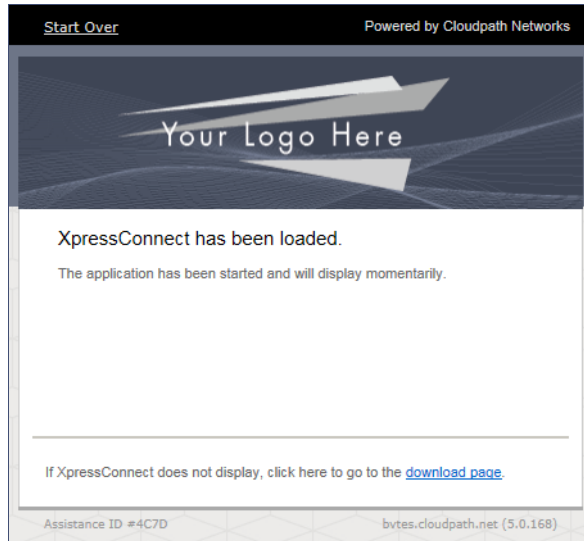 Start Over
Powered by Cloudpath Networks
Your Logo Here
XpressConnect has been loaded.
The application has been started and will display momentarily.
If XpressConnect does not display, click here to go to the download page.
Assistance ID #4C7D
bvtes.cloudpath.net (5.0.168)